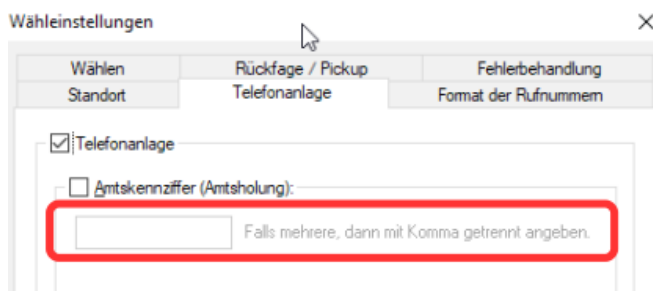 Wähleinstellungen
Wählen Rückfage / Pickup Fehlerbehandlung
Standort Telefonanlage Format der Rufnummern
Telefonanlage
Amtskennziffer (Amtsholung):
Falls mehrere, dann mit Komma getrennt angeben.